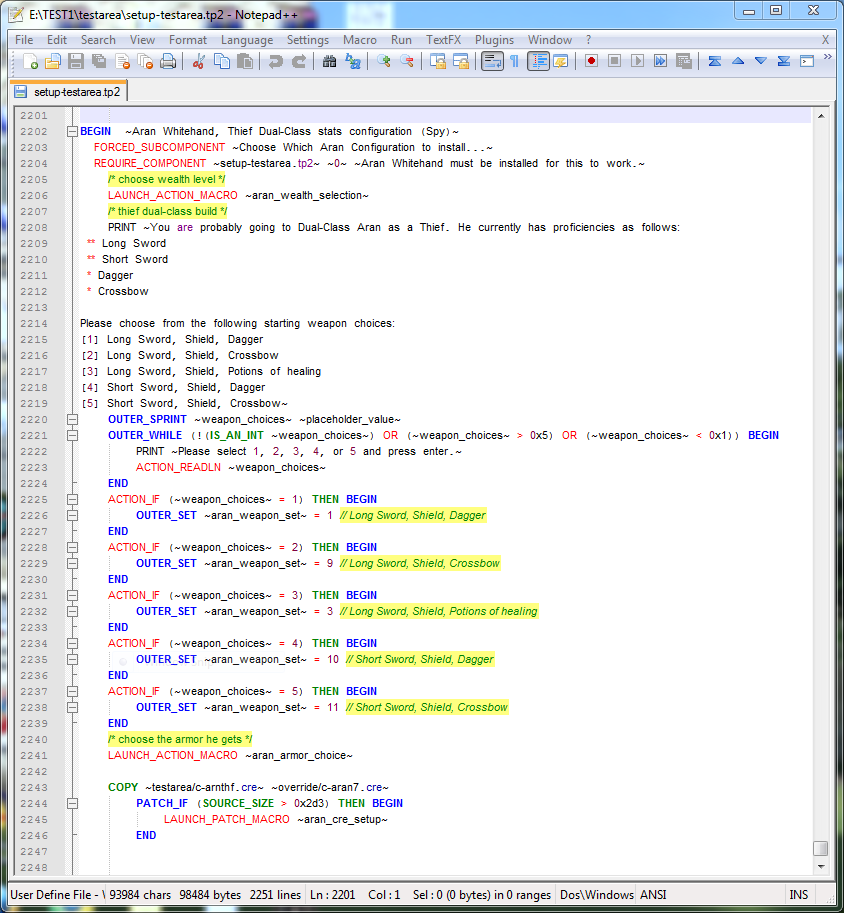 E:\TEST1\testarea\setup-testarea.tp2 - Notepad++
File Edit Search View Format Language Settings Macro Run TextFX Plugins Window ? X
setup-testarea.tp2
2201
2202 BEGIN ~Aran Whitehand, Thief Dual-Class stats configuration (Spy)~
2203 FORCED_SUBCOMPONENT ~Choose Which Aran Configuration to install...~
2204 REQUIRE_COMPONENT ~setup-testarea.tp2~ ~0~ ~Aran Whitehand must be installed for this to work.~
2205 /* choose wealth level */
2206 LAUNCH_ACTION_MACRO ~aran_wealth_selection~
2207 /* thief dual-class build */
2208 PRINT ~You are probably going to Dual-Class Aran as a Thief. He currently has proficiencies as follows:
2209 ** Long Sword
2210 ** Short Sword
2211 * Dagger
2212 * Crossbow
2213
2214 Please choose from the following starting weapon choices:
2215 [1] Long Sword, Shield, Dagger
2216 [2] Long Sword, Shield, Crossbow
2217 [3] Long Sword, Shield, Potions of healing
2218 [4] Short Sword, Shield, Dagger
2219 [5] Short Sword, Shield, Crossbow~
2220 OUTER_SPRINT ~weapon_choices~ ~placeholder_value~
2221 OUTER_WHILE (!(IS_AN_INT ~weapon_choices~) OR (~weapon_choices~ > 0x5) OR (~weapon_choices~ < 0x1)) BEGIN
2222 PRINT ~Please select 1, 2, 3, 4, or 5 and press enter.~
2223 ACTION_READLN ~weapon_choices~
2224 END
2225 ACTION_IF (~weapon_choices~ = 1) THEN BEGIN
2226 OUTER_SET ~aran_weapon_set~ = 1 // Long Sword, Shield, Dagger
2227 END
2228 ACTION_IF (~weapon_choices~ = 2) THEN BEGIN
2229 OUTER_SET ~aran_weapon_set~ = 9 // Long Sword, Shield, Crossbow
2230 END
2231 ACTION_IF (~weapon_choices~ = 3) THEN BEGIN
2232 OUTER_SET ~aran_weapon_set~ = 3 // Long Sword, Shield, Potions of healing
2233 END
2234 ACTION_IF (~weapon_choices~ = 4) THEN BEGIN
2235 OUTER_SET ~aran_weapon_set~ = 10 // Short Sword, Shield, Dagger
2236 END
2237 ACTION_IF (~weapon_choices~ = 5) THEN BEGIN
2238 OUTER_SET ~aran_weapon_set~ = 11 // Short Sword, Shield, Crossbow
2239 END
2240 /* choose the armor he gets */
2241 LAUNCH_ACTION_MACRO ~aran_armor_choice~
2242
2243 COPY ~testarea/c-arnthf.cre~ ~override/c-aran7.cre~
2244 PATCH_IF (SOURCE_SIZE > 0x2d3) THEN BEGIN
2245 LAUNCH_PATCH_MACRO ~aran_cre_setup~
2246 END
2247
2248
User Define File - 93984 chars 98484 bytes 2251 lines Ln : 2201 Col : 1 Sel : 0 (0 bytes) in 0 ranges Dos\Windows ANSI INS